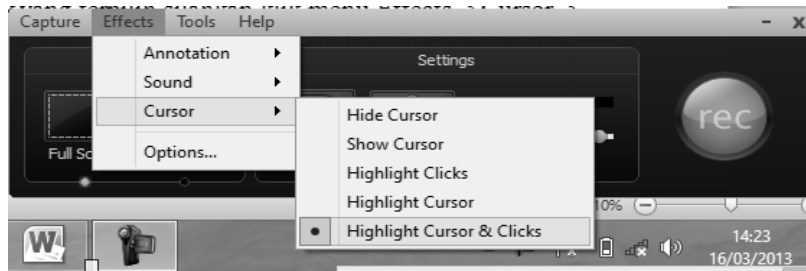 Capture Effects Tools Help
Annotation
Sound
Cursor
Options...
Settings
Hide Cursor
Show Cursor
Highlight Clicks
Highlight Cursor
Highlight Cursor & Clicks
rec
Full
10%
W
14:23
16/03/2013